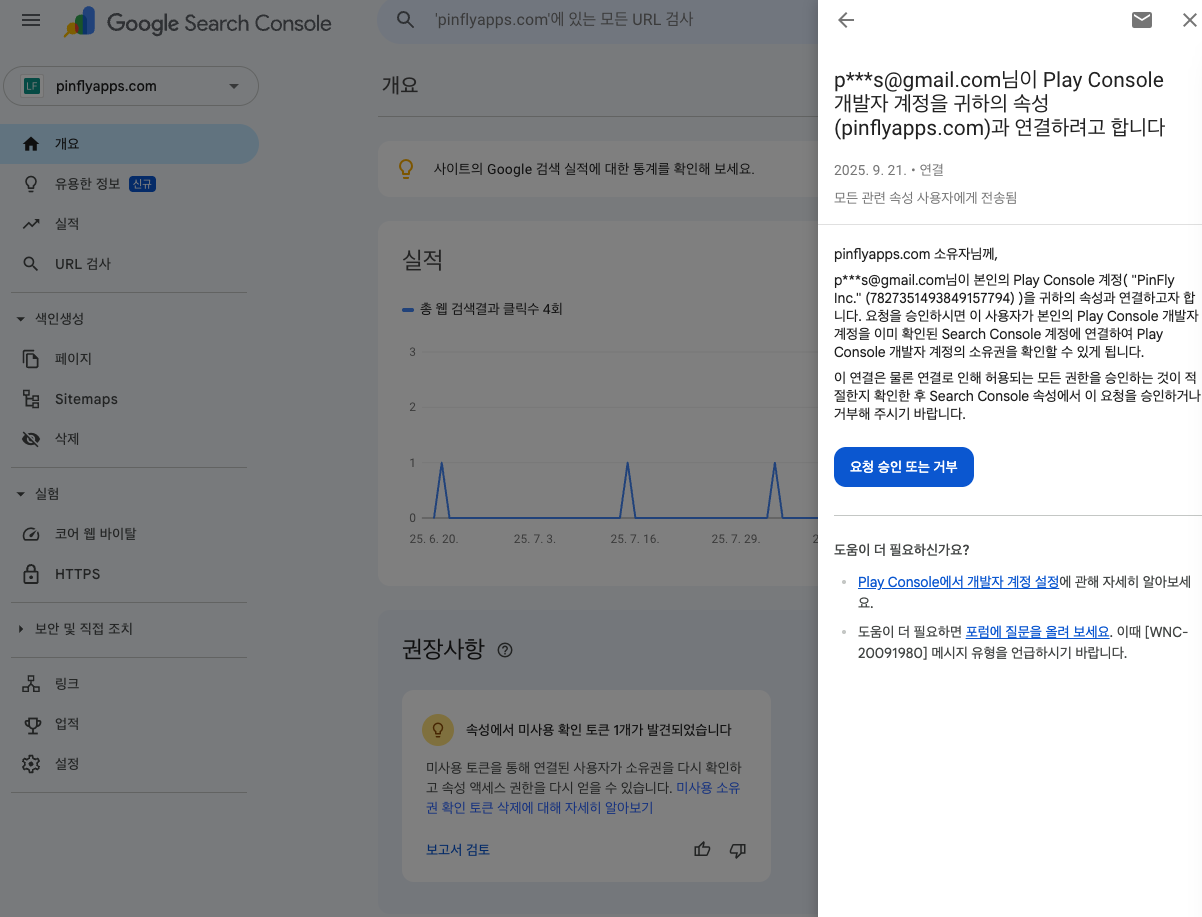 Google Search Console
'pinflyapps.com'에 있는 모든 URL 검사
LF pinflyapps.com
개요
유용한 정보 신규
실적
URL 검사
색인생성
페이지
Sitemaps
삭제
실험
코어 웹 바이탈
HTTPS
보안 및 직접 조치
링크
업적
설정
개요
사이트의 Google 검색 실적에 대한 통계를 확인해 보세요.
실적
총 웹 검색결과 클릭수 4회
3
2
1
0
25. 6. 20.
25. 7. 3.
25. 7. 16.
25. 7. 29.
2
권장사항
속성에서 미사용 확인 토큰 1개가 발견되었습니다
미사용 토큰을 통해 연결된 사용자가 소유권을 다시 확인하
고 속성 액세스 권한을 다시 얻을 수 있습니다. 미사용 소유
권 확인 토큰 삭제에 대해 자세히 알아보기
보고서 검토
p***s@gmail.com님이 Play Console
개발자 계정을 귀하의 속성
(pinflyapps.com)과 연결하려고 합니다
2025. 9. 21. • 연결
모든 관련 속성 사용자에게 전송됨
pinflyapps.com 소유자님께,
p***s@gmail.com님이 본인의 Play Console 계정( "PinFly
Inc." (7827351493849157794) )을 귀하의 속성과 연결하고자 합
니다. 요청을 승인하시면 이 사용자가 본인의 Play Console 개발자
계정을 이미 확인된 Search Console 계정에 연결하여 Play
Console 개발자 계정의 소유권을 확인할 수 있게 됩니다.
이 연결은 물론 연결로 인해 허용되는 모든 권한을 승인하는 것이 적
절한지 확인한 후 Search Console 속성에서 이 요청을 승인하거나
거부해 주시기 바랍니다.
요청 승인 또는 거부
도움이 더 필요하신가요?
Play Console에서 개발자 계정 설정에 관해 자세히 알아보세
요.
도움이 더 필요하면 포럼에 질문을 올려 보세요. 이때 [WNC-
20091980] 메시지 유형을 언급하시기 바랍니다.